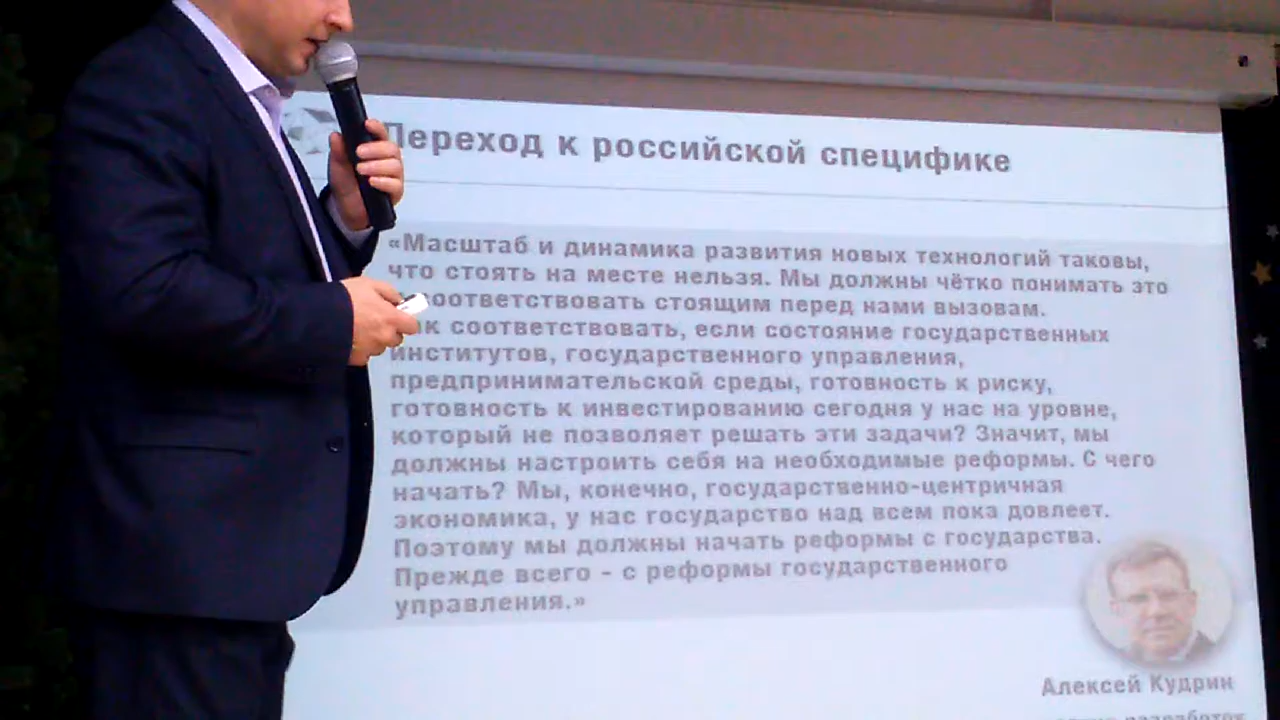 Переход к российской специфике
«Масштаб и динамика развития новых технологий таковы,
что стоять на месте нельзя. Мы должны чётко понимать это
соответствовать стоящим перед нами вызовам.
Как соответствовать, если состояние государственных
институтов, государственного управления,
предпринимательской среды, готовность к риску,
готовность к инвестированию сегодня у нас на уровне,
который не позволяет решать эти задачи? Значит, мы
должны настроить себя на необходимые реформы. С чего
начать? Мы, конечно, государственно-центричная
экономика, у нас государство над всем пока довлеет.
Поэтому мы должны начать реформы с государства.
Прежде всего - с реформы государственного
управления.»
Алексей Кудрин
разработок